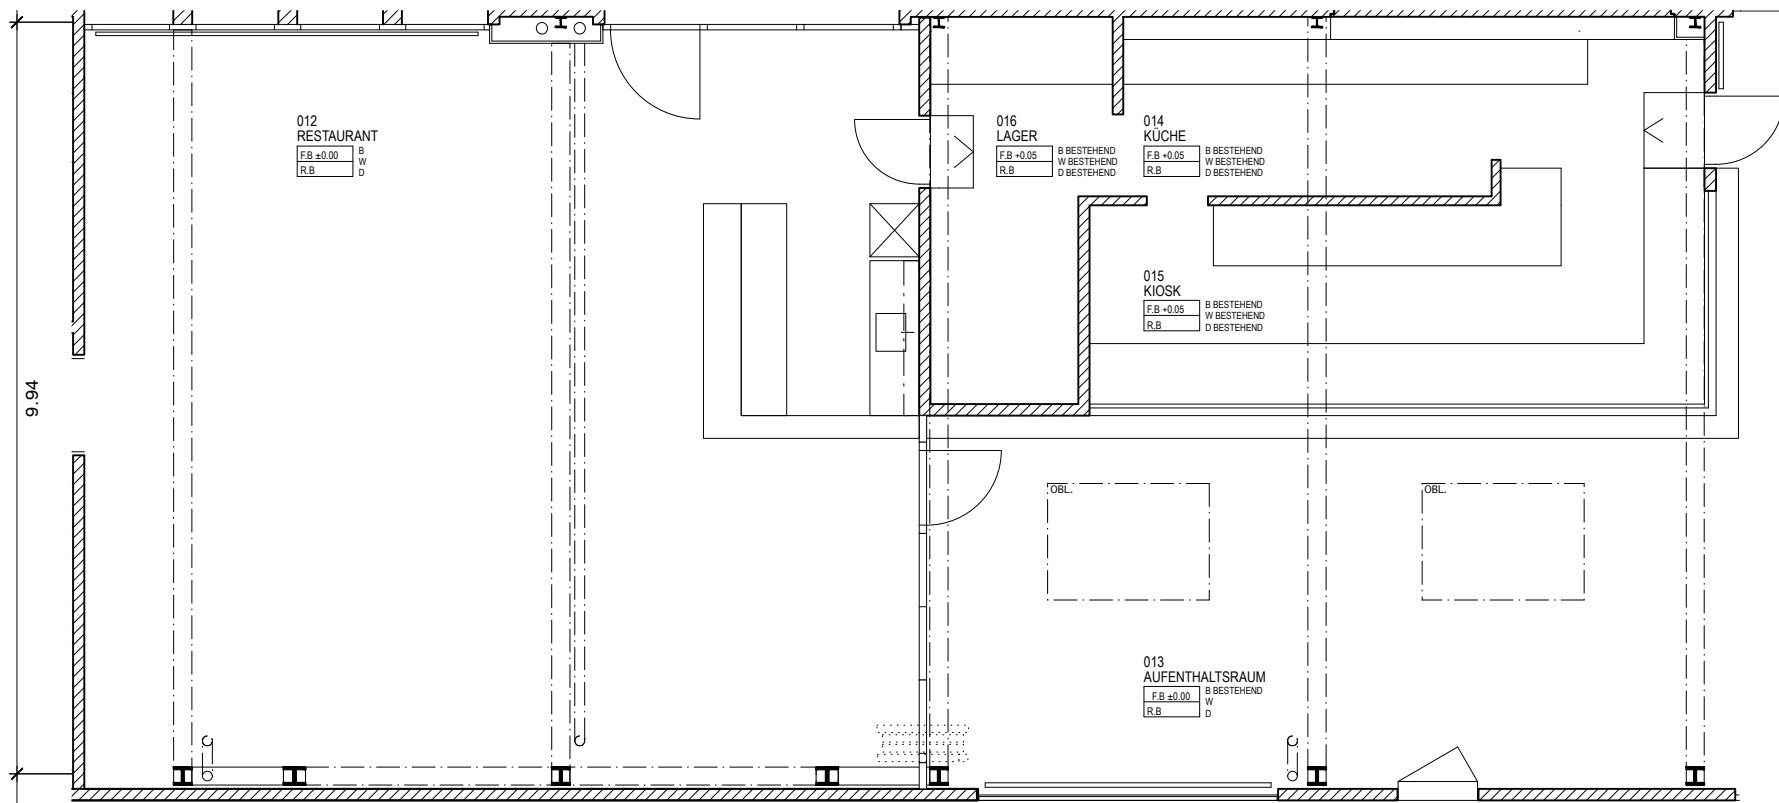 012
RESTAURANT
F.B ±0.00 B
W
R.B D
016
LAGER
F.B +0.05 B BESTEHEND
W BESTEHEND
R.B D BESTEHEND
014
KÜCHE
F.B +0.05 B BESTEHEND
W BESTEHEND
R.B D BESTEHEND
015
KIOSK
F.B +0.05 B BESTEHEND
W BESTEHEND
R.B D BESTEHEND
9.94
OBL.
OBL.
013
AUFENTHALTSRAUM
F.B ±0.00 B BESTEHEND
W
R.B D